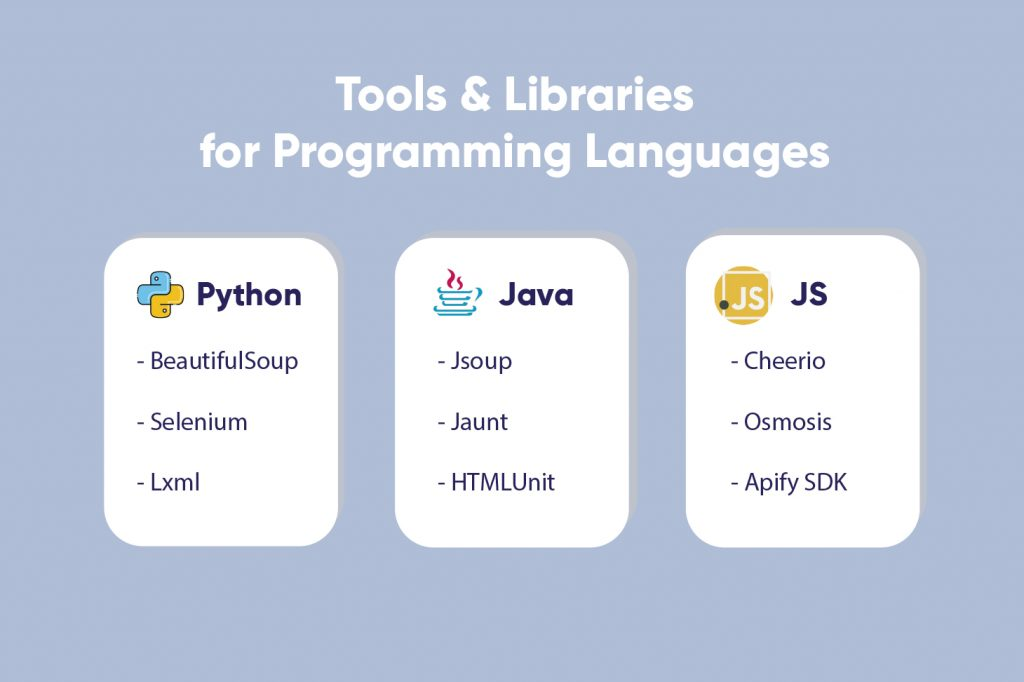 Tools & Libraries
for Programming Languages
Python
- BeautifulSoup
- Selenium
- Lxml
Java
- Jsoup
- Jaunt
- HTMLUnit
.JS
JS
- Cheerio
- Osmosis
- Apify SDK